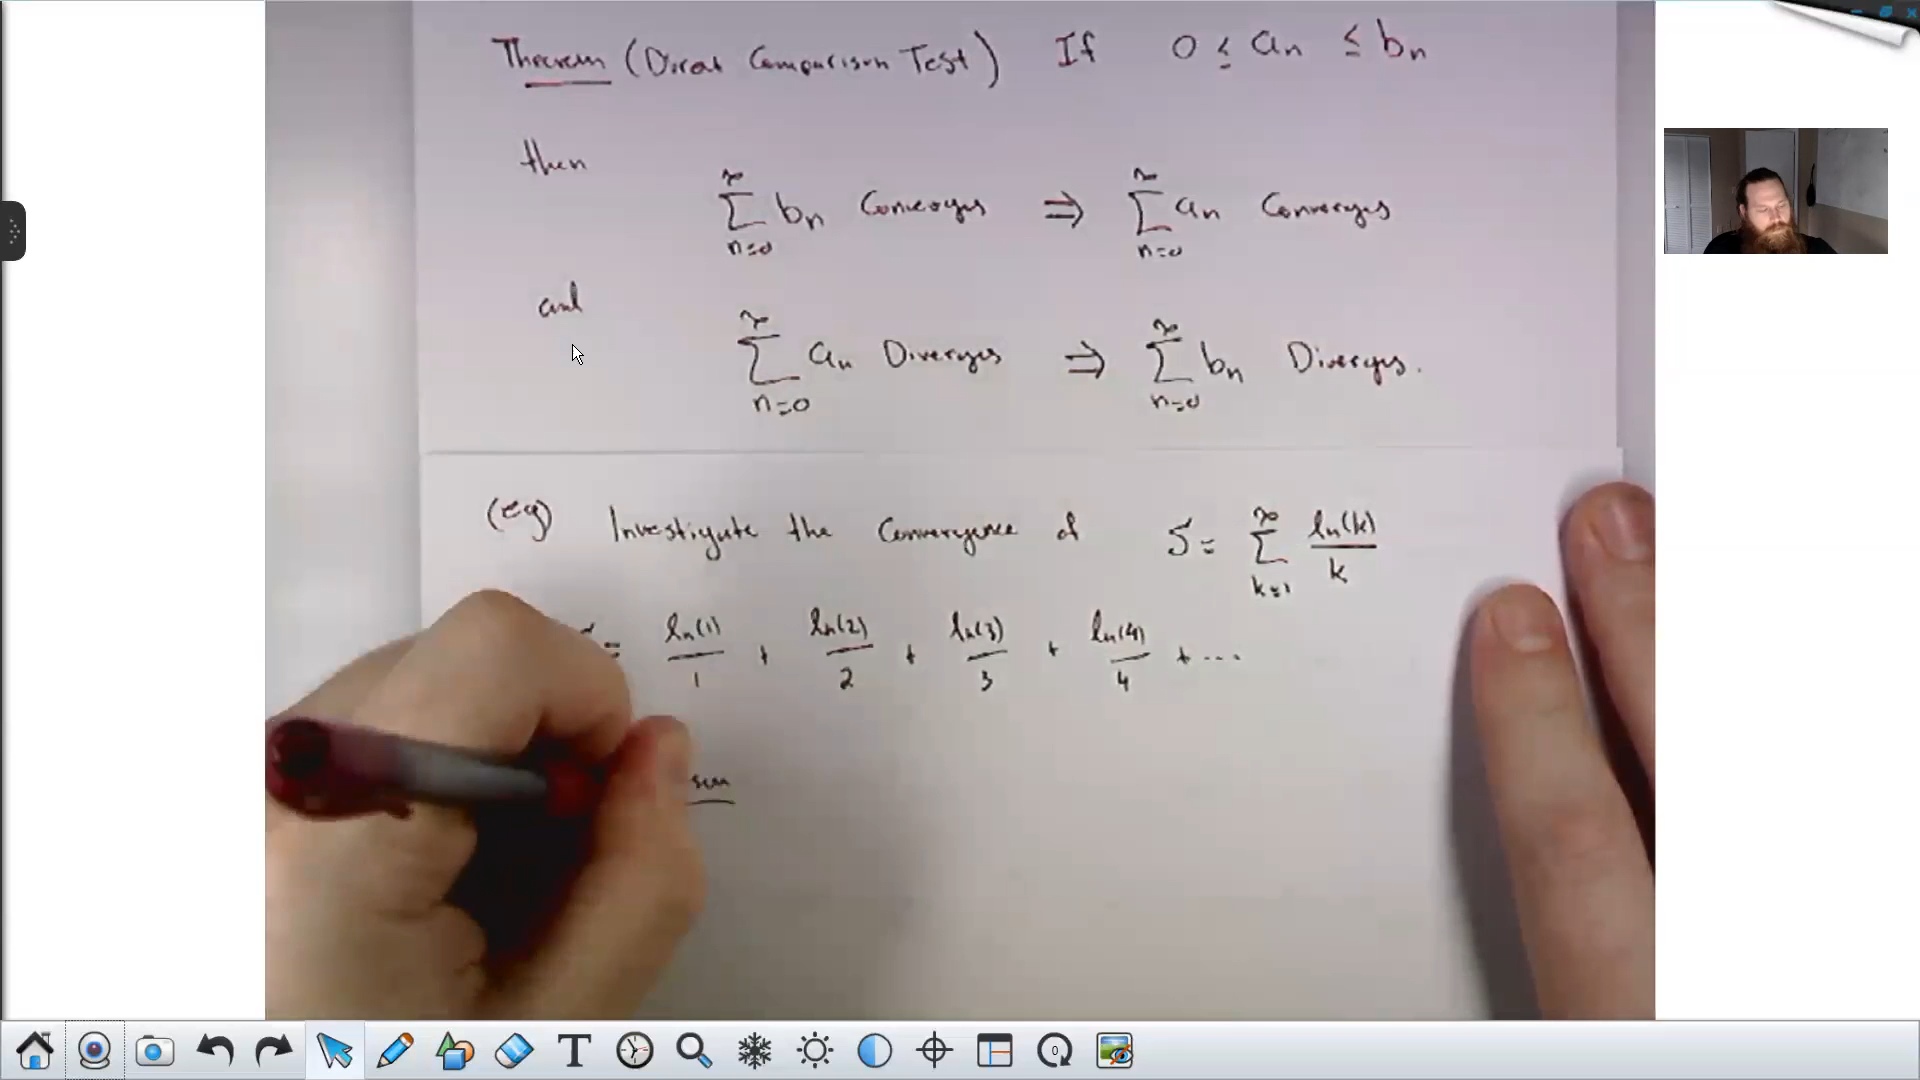 Theorem (Direct Comparison Test) If 0 ≤ aₙ ≤ bₙ
then
∞ ∑ n=0 bₙ Converges ⇒ ∞ ∑ n=0 aₙ Converges
and
∞ ∑ n=0 aₙ Diverges ⇒ ∞ ∑ n=0 bₙ Diverges.
(eg) Investigate the Convergence of S = ∞ ∑ k=1 ln(k)/k
= ln(1)/1 + ln(2)/2 + ln(3)/3 + ln(4)/4 + ...
T
0